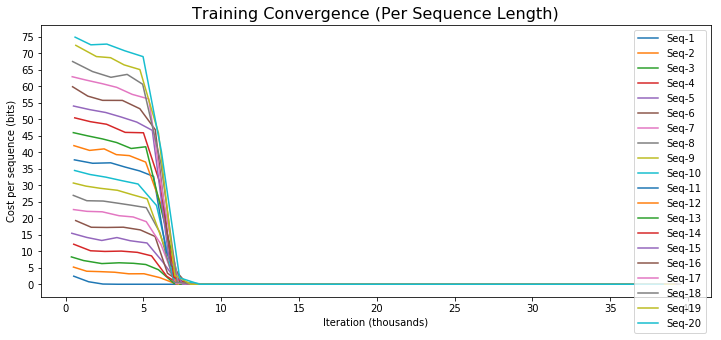 Training Convergence (Per Sequence Length)
75
70
65
60
55
50
45
40
35
30
25
20
15
10
5
0
Cost per sequence (bits)
0
5
10
15
20
25
30
35
Iteration (thousands)
Seq-1
Seq-2
Seq-3
Seq-4
Seq-5
Seq-6
Seq-7
Seq-8
Seq-9
Seq-10
Seq-11
Seq-12
Seq-13
Seq-14
Seq-15
Seq-16
Seq-17
Seq-18
Seq-19
Seq-20